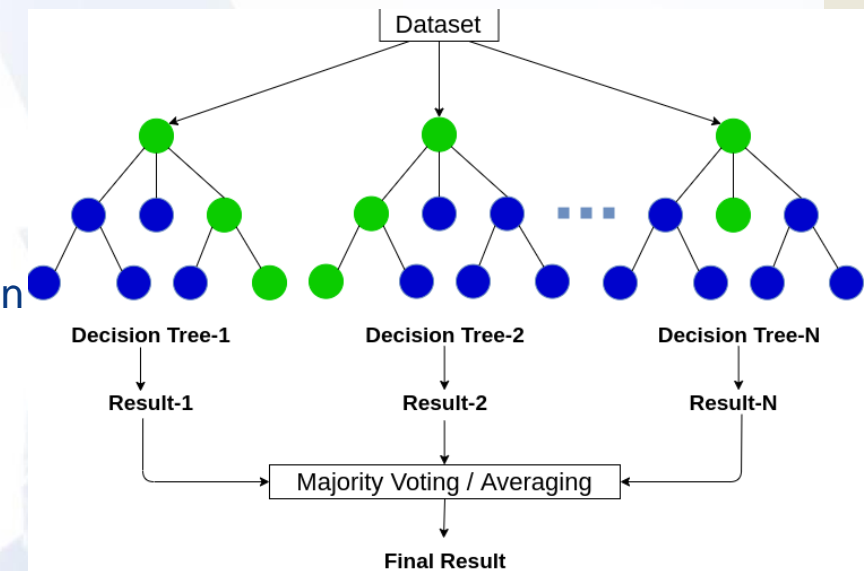 Dataset
n
Decision Tree-1 Decision Tree-2 Decision Tree-N
Result-1 Result-2 Result-N
Majority Voting / Averaging
Final Result